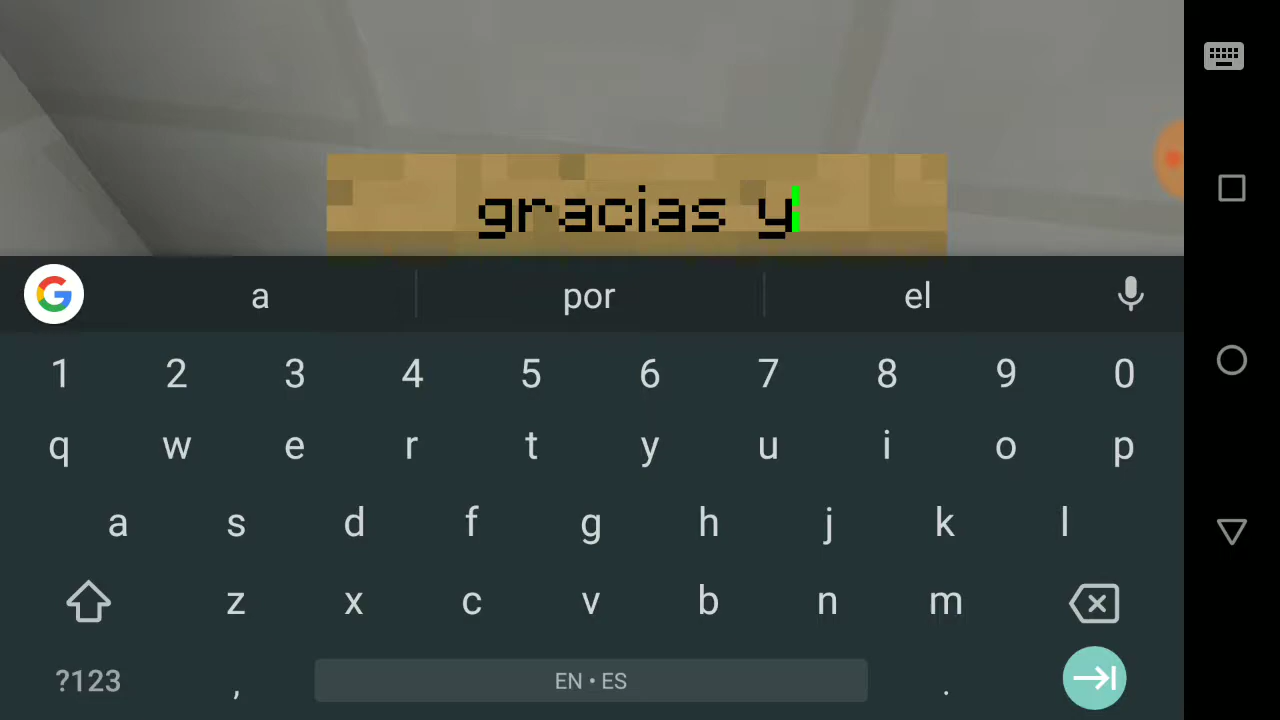 gracias y
a por el
1 2 3 4 5 6 7 8 9 0
q w e r t y u i o p
a s d f g h j k l
z x c v b n m
?123 , EN • ES .